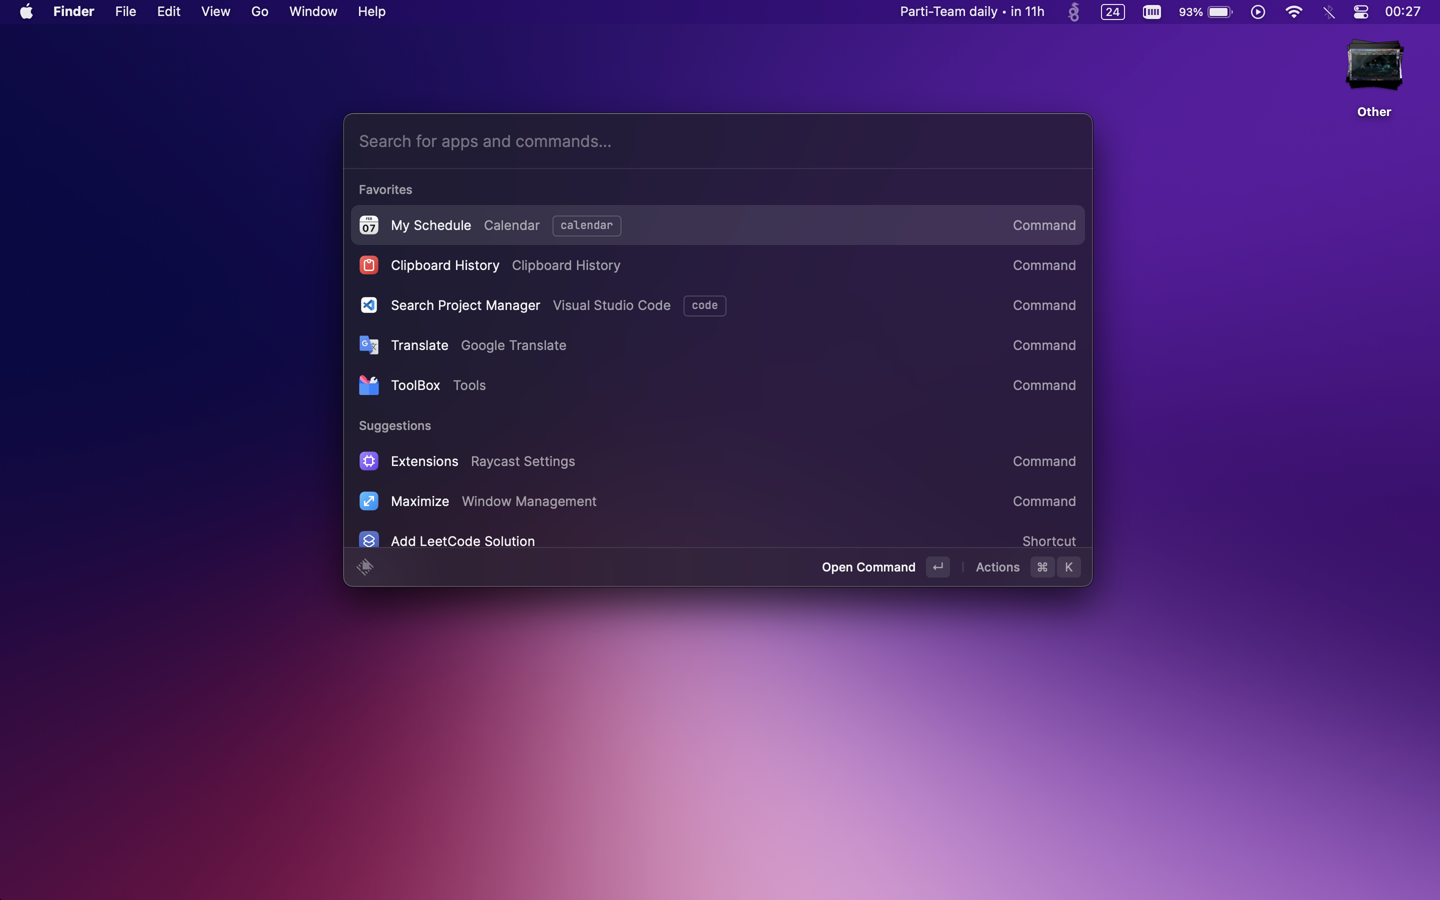 Finder File Edit View Go Window Help Parti-Team daily • in 11h 24 93% 00:27
Other
Search for apps and commands...
Favorites
FEB
07 My Schedule Calendar calendar Command
Clipboard History Clipboard History Command
Search Project Manager Visual Studio Code code Command
Translate Google Translate Command
ToolBox Tools Command
Suggestions
Extensions Raycast Settings Command
Maximize Window Management Command
Add LeetCode Solution Shortcut
Open Command ↵ Actions ⌘ K